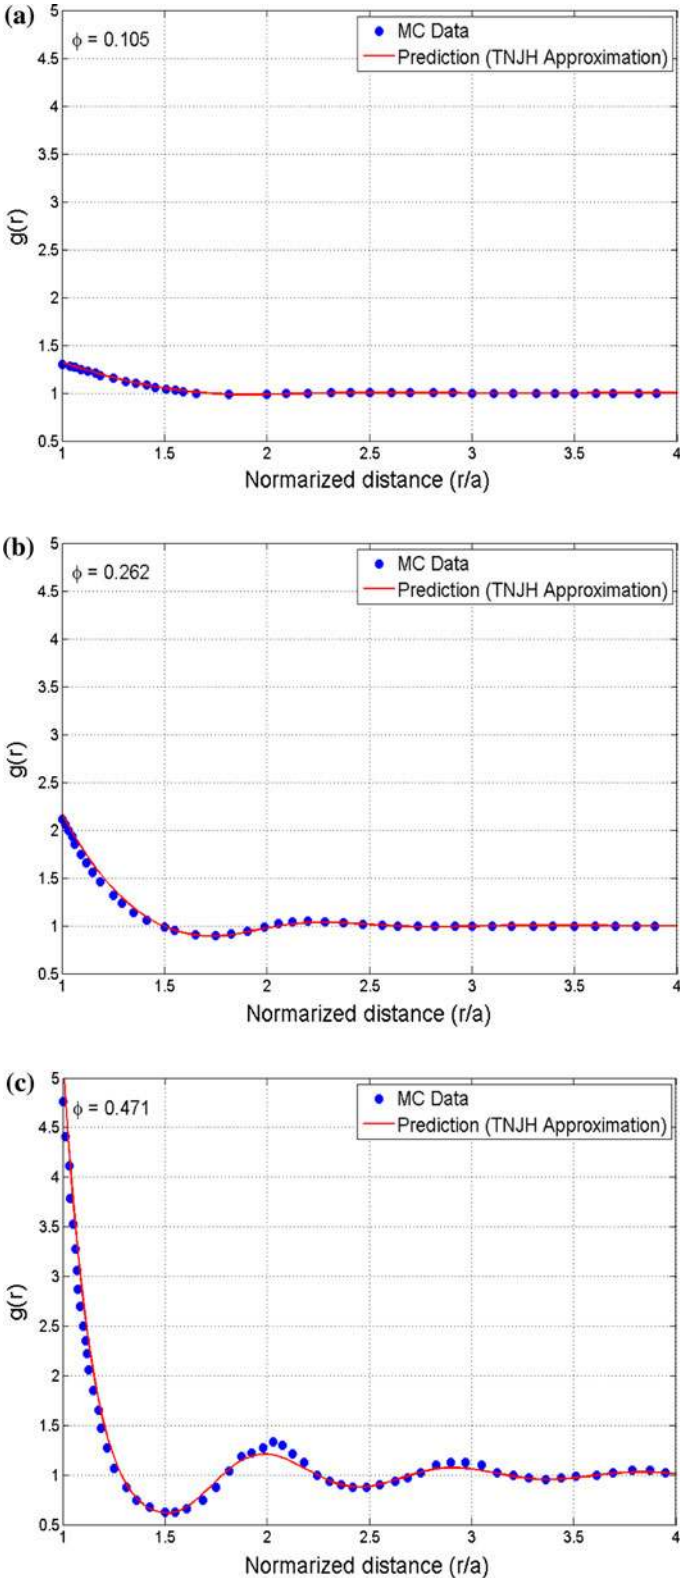 (a)
ϕ = 0.105
MC Data
Prediction (TNJH Approximation)
5
4.5
4
3.5
3
2.5
2
1.5
1
0.5
g(r)
1 1.5 2 2.5 3 3.5 4
Normarized distance (r/a)
(b)
ϕ = 0.262
MC Data
Prediction (TNJH Approximation)
5
4.5
4
3.5
3
2.5
2
1.5
1
0.5
g(r)
1 1.5 2 2.5 3 3.5 4
Normarized distance (r/a)
(c)
ϕ = 0.471
MC Data
Prediction (TNJH Approximation)
5
4.5
4
3.5
3
2.5
2
1.5
1
0.5
g(r)
1 1.5 2 2.5 3 3.5 4
Normarized distance (r/a)